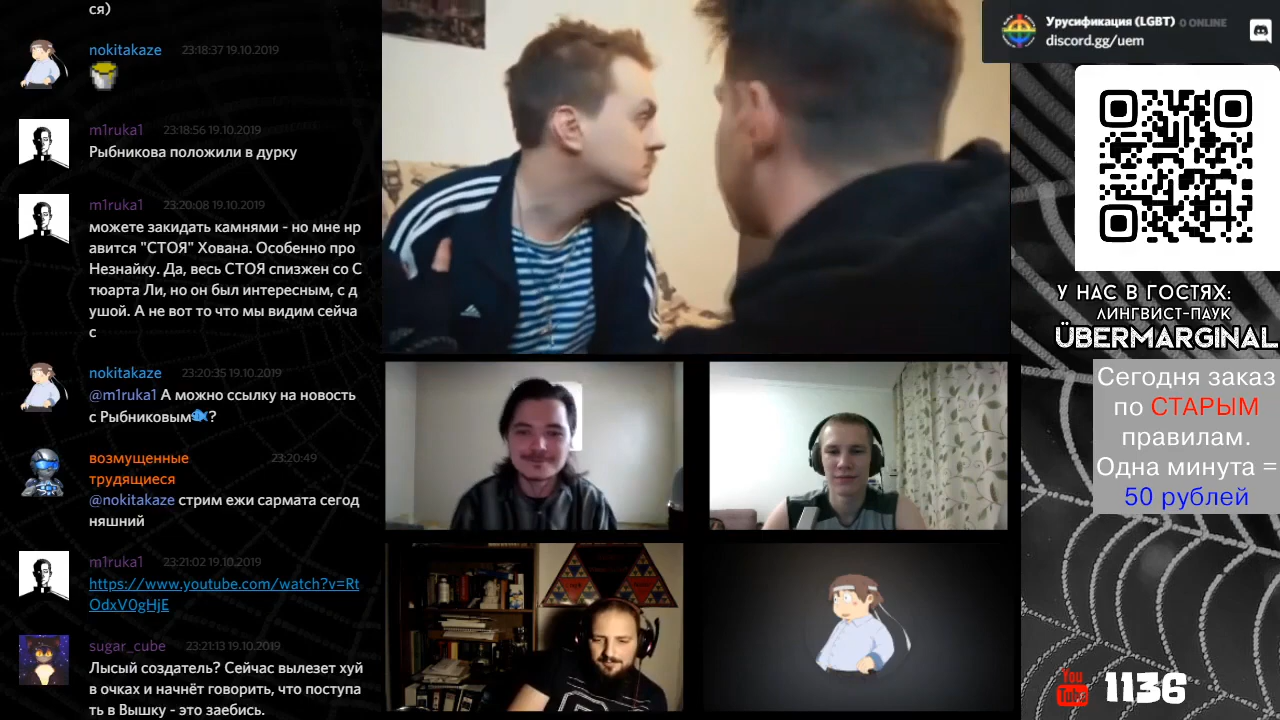 ся)
nokitakaze 23:18:37 19.10.2019
m1ruka1 23:18:56 19.10.2019
Рыбникова положили в дурку
m1ruka1 23:20:08 19.10.2019
можете закидать камнями - но мне нр
авится "СТОЯ" Хована. Особенно про
Незнайку. Да, весь СТОЯ спизжен со С
тюарта Ли, но он был интересным, с д
ушой. А не вот то что мы видим сейча
с
nokitakaze 23:20:35 19.10.2019
@m1ruka1 А можно ссылку на новость
с Рыбниковым?
возмущенные 23:20:49
трудящиеся
@nokitakaze стрим ежи сармата сегод
няшний
m1ruka1 23:21:02 19.10.2019
https://www.youtube.com/watch?v=Rt
OdxV0gHjE
sugar_cube 23:21:13 19.10.2019
Лысый создатель? Сейчас вылезет хуй
в очках и начнёт говорить, что поступа
ть в Вышку - это заебись.
Урусификация (LGBT) 0 ONLINE
discord.gg/uem
У НАС В ГОСТЯХ:
ЛИНГВИСТ-ПАУК
ÜBERMARGINAL
Сегодня заказ
по СТАРЫМ
правилам.
Одна минута =
50 рублей
You
Tube 1136